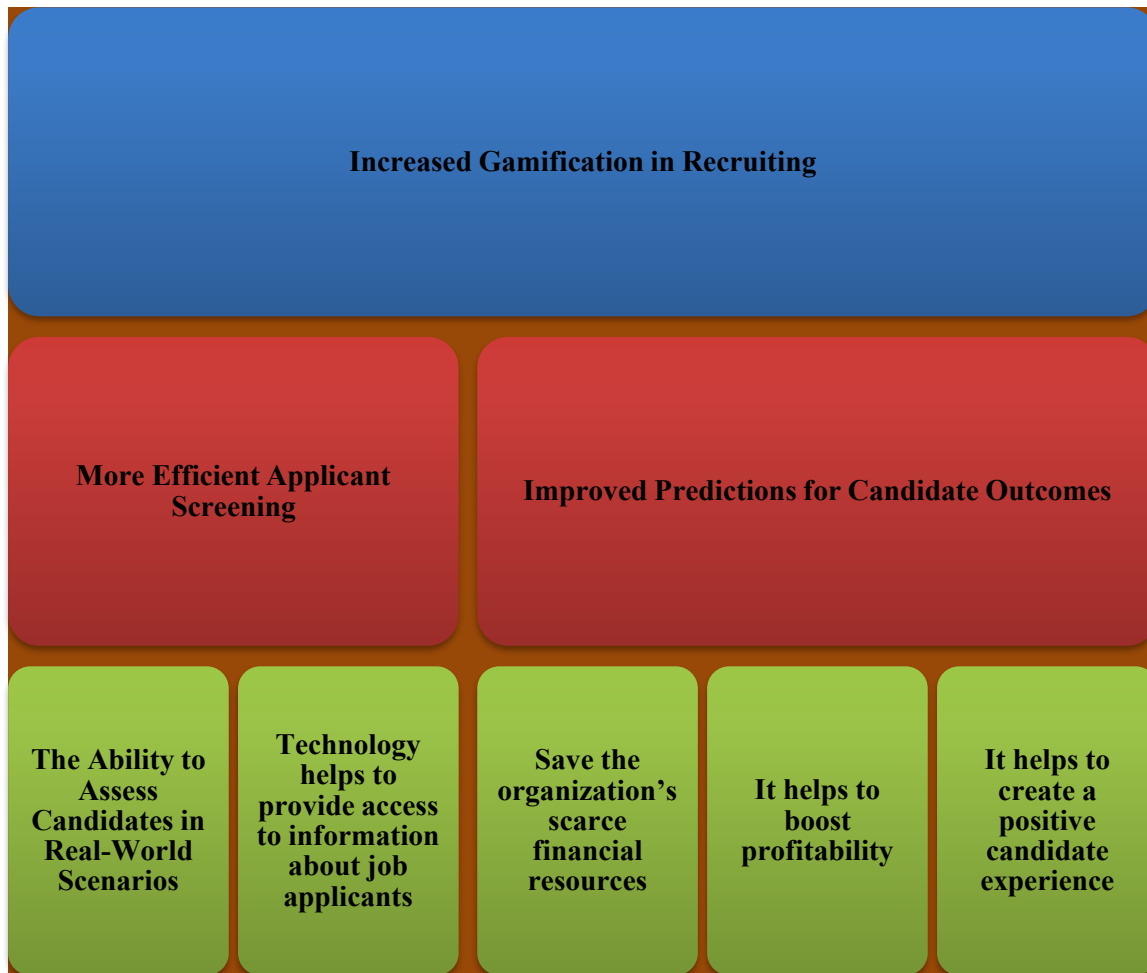 Increased Gamification in Recruiting
More Efficient Applicant
Screening
Improved Predictions for Candidate Outcomes
The Ability to
Assess
Candidates in
Real-World
Scenarios
Technology
helps to
provide access
to information
about job
applicants
Save the
organization’s
scarce
financial
resources
It helps to
boost
profitability
It helps to
create a
positive
candidate
experience